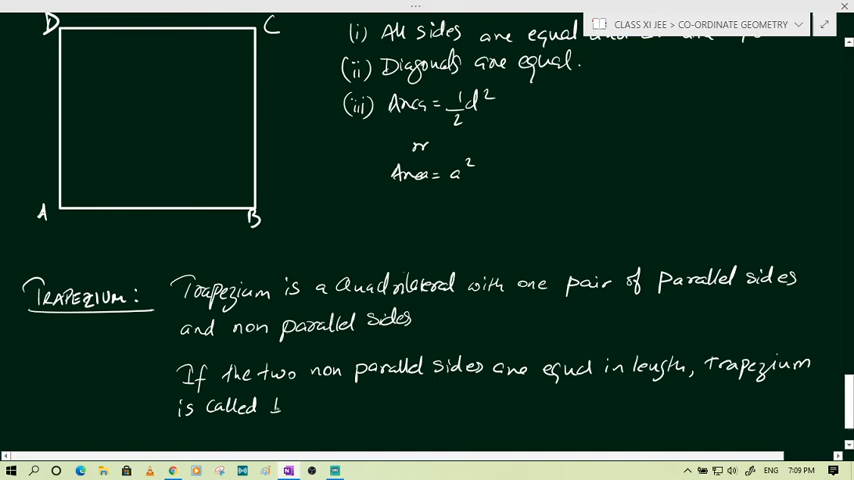 CLASS XI JEE > CO-ORDINATE GEOMETRY
D
C
(i) All sides are equal
(ii) Diagonals are equal.
(iii) Area = 1/2 d²
or
Area = a²
A
B
TRAPEZIUM: Trapezium is a Quadrilateral with one pair of parallel sides
and non parallel sides
If the two non parallel sides are equal in length, Trapezium
is called
ENG 7:09 PM